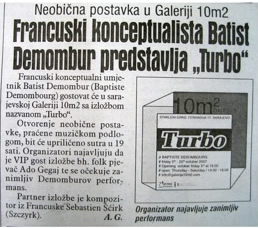 Neobična postavka u Galeriji 10m2
Francuski konceptualista Batist
Demombur predstavlja „Turbo"
Francuski konceptualni umjet-
nik Batist Demombur (Baptiste
Debombourg) gostovat će u sara-
jevskoj Galeriji 10m2 sa izložbom
nazvanom „Turbo".
Otvorenje neobične postav-
ke, praćene muzičkom podlo-
gom, bit će upriličeno sutra u 19
sati. Organizatori najavljuju da
je VIP gost izložbe bh. folk pje-
vač Ado Gegaj te se očekuje za-
nimljiv Demomburov perfor-
mans.
Partner izložbe je kompozi-
tor iz Francuske Sebastien Ščirk
(Szczyrk). A. G.
10m2
Turbo
BAPTISTE DEBOMBOURG
Organizator najavljuje zanimljiv
performans